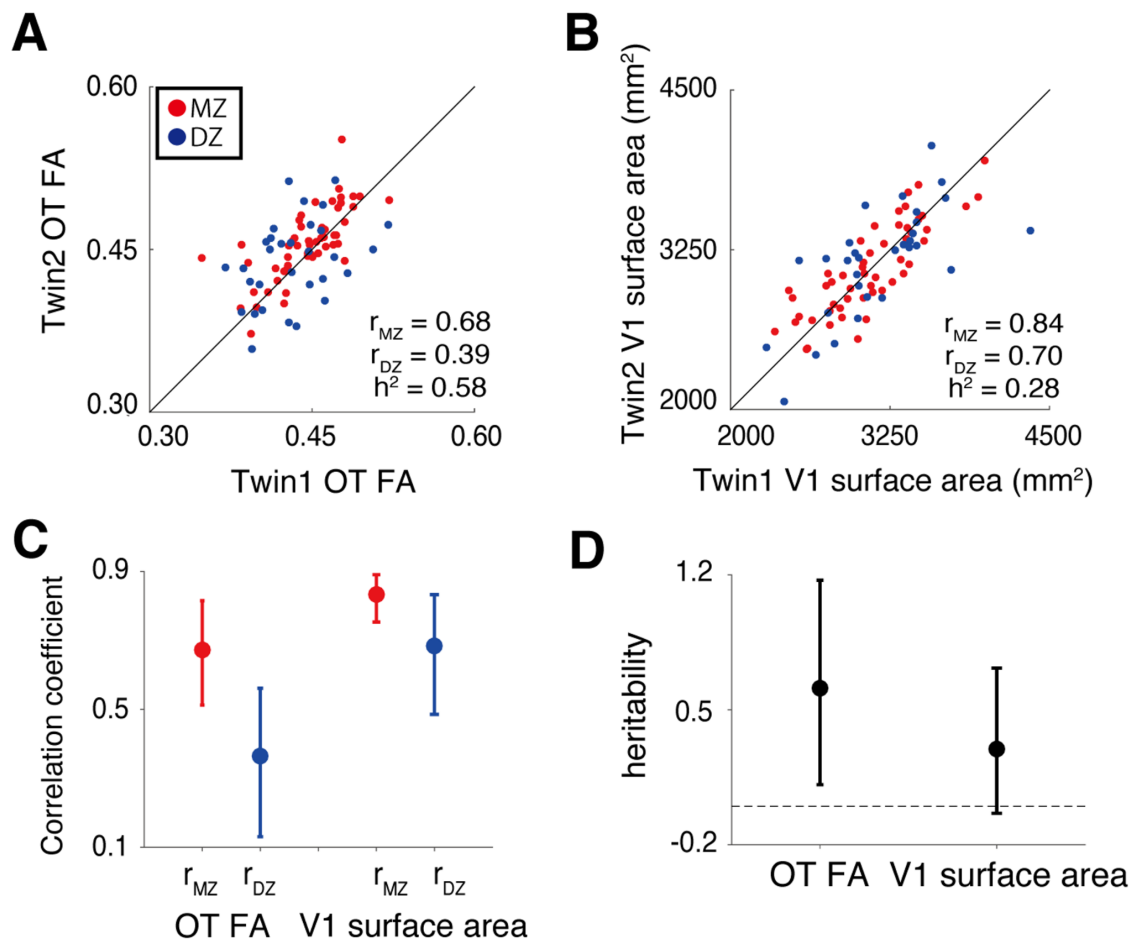 A
0.60
0.45
0.30
Twin2 OT FA
MZ
DZ
r_MZ = 0.68
r_DZ = 0.39
h² = 0.58
0.30 0.45 0.60
Twin1 OT FA
B
4500
3250
2000
Twin2 V1 surface area (mm²)
r_MZ = 0.84
r_DZ = 0.70
h² = 0.28
2000 3250 4500
Twin1 V1 surface area (mm²)
C
0.9
0.5
0.1
Correlation coefficient
r_MZ r_DZ r_MZ r_DZ
OT FA V1 surface area
D
1.2
0.5
-0.2
heritability
OT FA V1 surface area